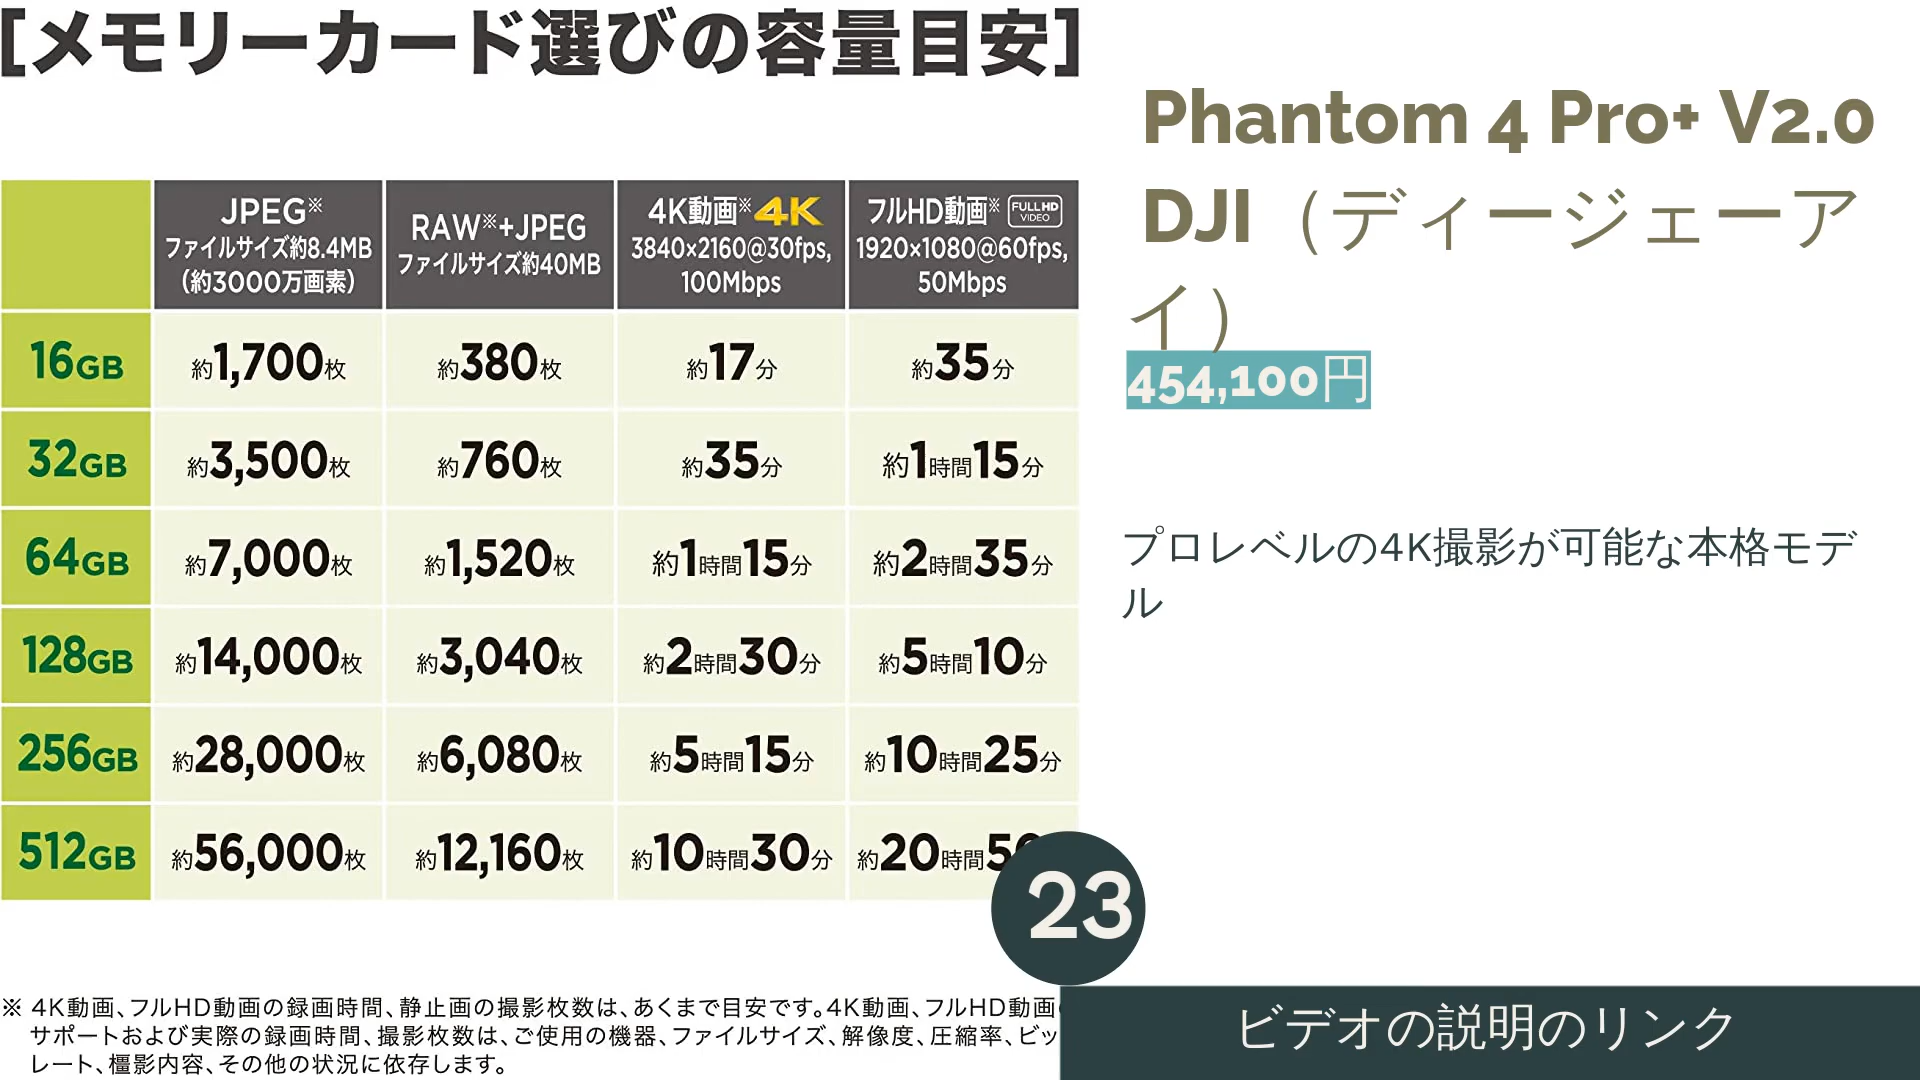 [メモリーカード選びの容量目安]
JPEG※
ファイルサイズ約8.4MB
(約3000万画素)
RAW※+JPEG
ファイルサイズ約40MB
4K動画※ 4K
3840×2160@30fps,
100Mbps
フルHD動画※ FULL HD VIDEO
1920×1080@60fps,
50Mbps
16GB 約1,700枚 約380枚 約17分 約35分
32GB 約3,500枚 約760枚 約35分 約1時間15分
64GB 約7,000枚 約1,520枚 約1時間15分 約2時間35分
128GB 約14,000枚 約3,040枚 約2時間30分 約5時間10分
256GB 約28,000枚 約6,080枚 約5時間15分 約10時間25分
512GB 約56,000枚 約12,160枚 約10時間30分 約20時間5
※ 4K動画、フルHD動画の録画時間、静止画の撮影枚数は、あくまで目安です。4K動画、フルHD動画
サポートおよび実際の録画時間、撮影枚数は、ご使用の機器、ファイルサイズ、解像度、圧縮率、ビッ
レート、撮影内容、その他の状況に依存します。
Phantom 4 Pro+ V2.0
DJI（ディージェーア
イ）
454,100円
プロレベルの4K撮影が可能な本格モデ
ル
23
ビデオの説明のリンク